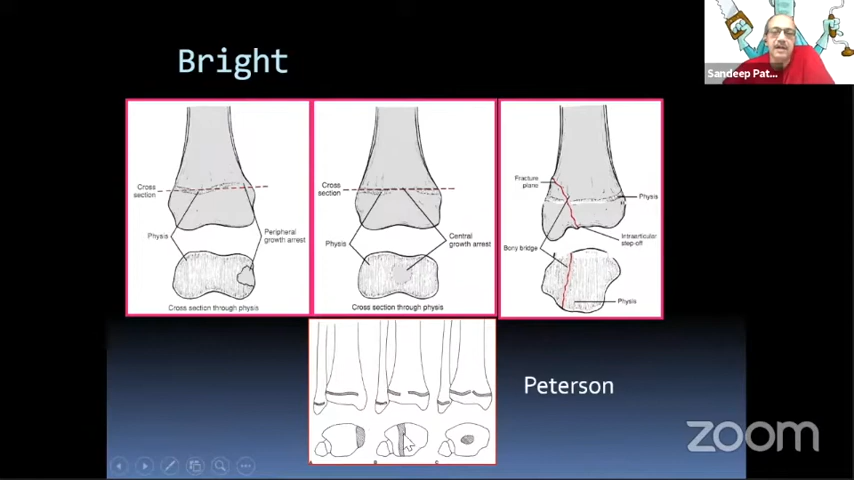 Bright
Sandeep Pat...
Cross
section
Physis
Peripheral
growth arrest
Cross section through physis
Cross
section
Physis
Central
growth arrest
Cross section through physis
Fracture
plane
Physis
Intraarticular
step-off
Bony bridge
Physis
Peterson
A
B
C
zoom